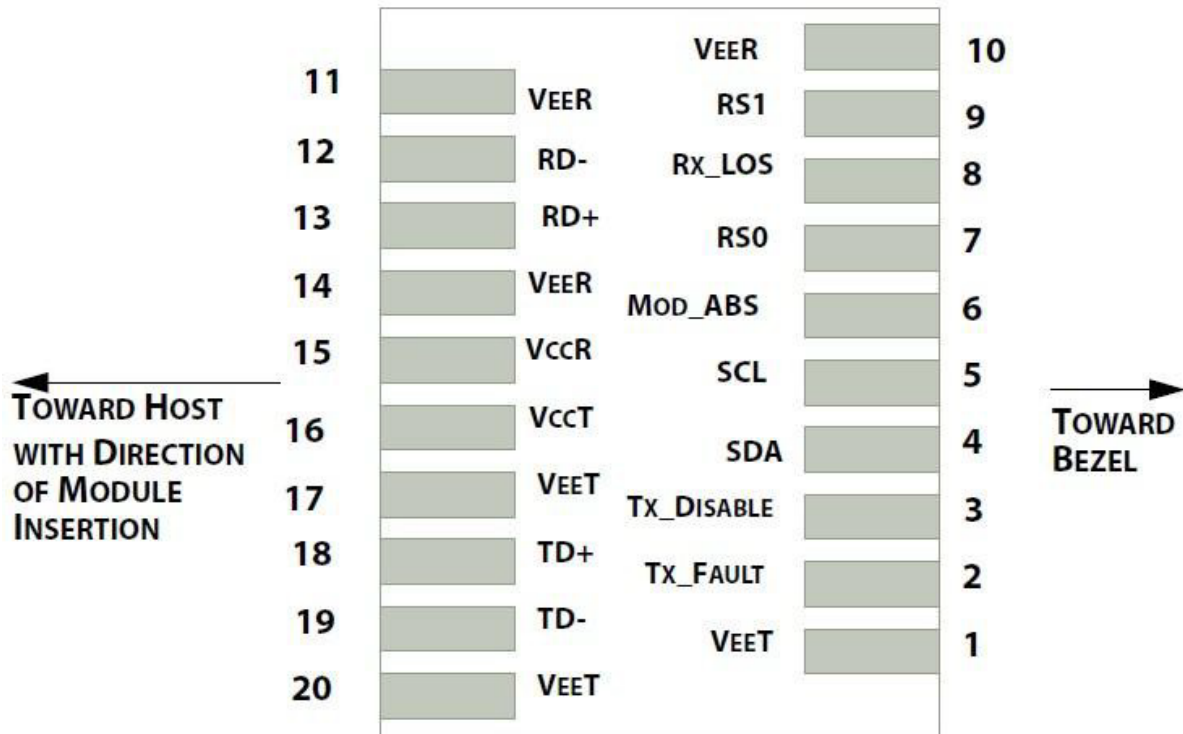 VEER 10
11 VEER
RS1 9
12 RD-
RX_LOS 8
13 RD+
RS0 7
14 VEER
MOD_ABS 6
15 VCCR
SCL 5
TOWARD HOST
WITH DIRECTION
OF MODULE
INSERTION
TOWARD
BEZEL
16 VCCT
SDA 4
17 VEET
TX_DISABLE 3
18 TD+
TX_FAULT 2
19 TD-
VEET 1
20 VEET